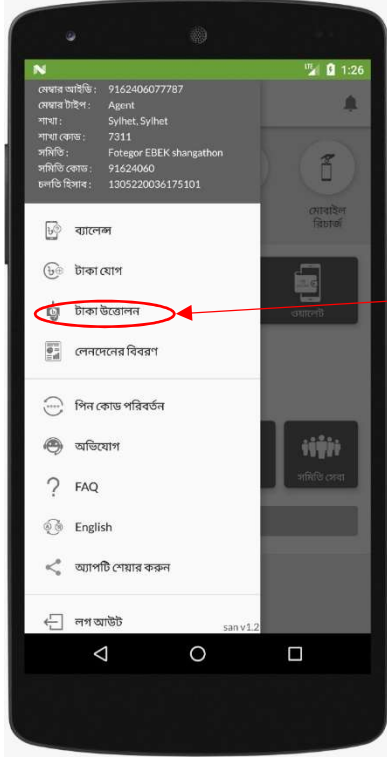 LTE 1:26
মেম্বার আইডি : 9162406077787
মেম্বার টাইপ : Agent
শাখা : Sylhet, Sylhet
শাখা কোড : 7311
সমিতি : Fotegor EBEK shangathon
সমিতি কোড : 91624060
চলতি হিসাব : 1305220036175101
মোবাইল
রিচার্জ
ব্যালেন্স
টাকা যোগ
টাকা উত্তোলন
ওয়ালেট
লেনদেনের বিবরণ
পিন কোড পরিবর্তন
অভিযোগ
সমিতি সেবা
FAQ
English
অ্যাপটি শেয়ার করুন
লগ আউট
san v1.2